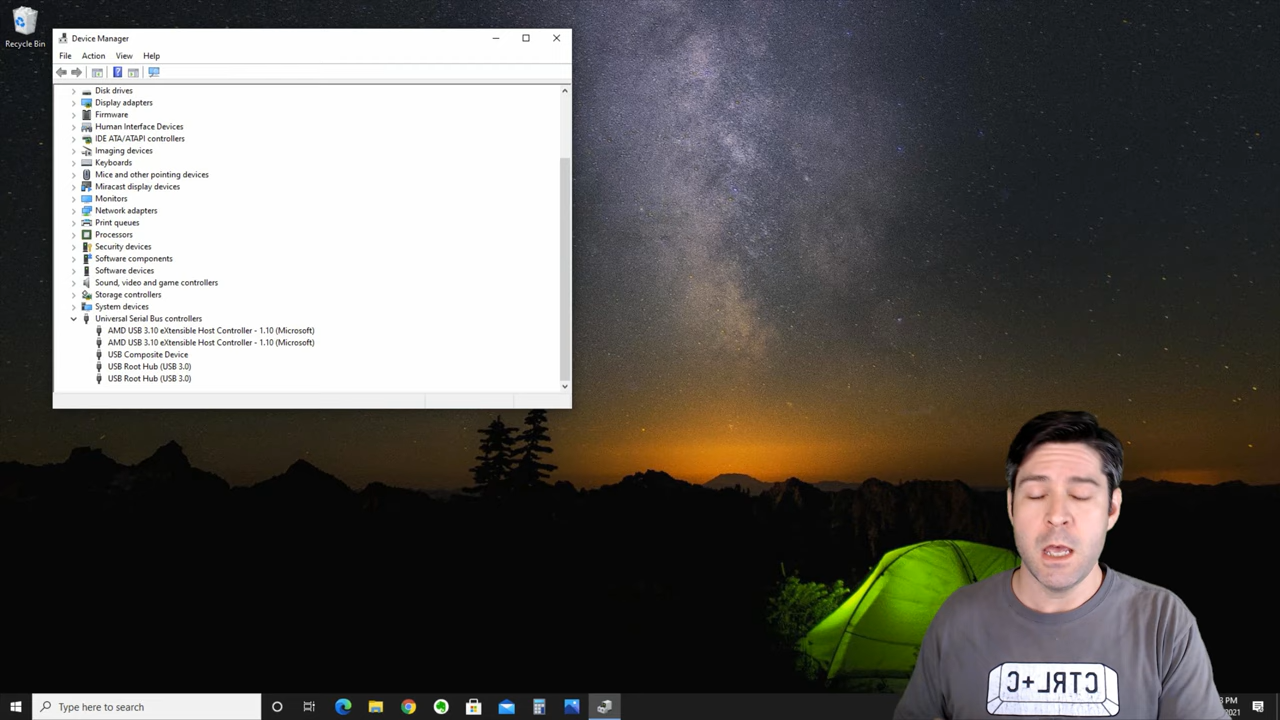 Recycle Bin
Device Manager
File Action View Help
Disk drives
Display adapters
Firmware
Human Interface Devices
IDE ATA/ATAPI controllers
Imaging devices
Keyboards
Mice and other pointing devices
Miracast display devices
Monitors
Network adapters
Print queues
Processors
Security devices
Software components
Software devices
Sound, video and game controllers
Storage controllers
System devices
Universal Serial Bus controllers
AMD USB 3.10 eXtensible Host Controller - 1.10 (Microsoft)
AMD USB 3.10 eXtensible Host Controller - 1.10 (Microsoft)
USB Composite Device
USB Root Hub (USB 3.0)
USB Root Hub (USB 3.0)
CTRL+C
Type here to search
PM
2021